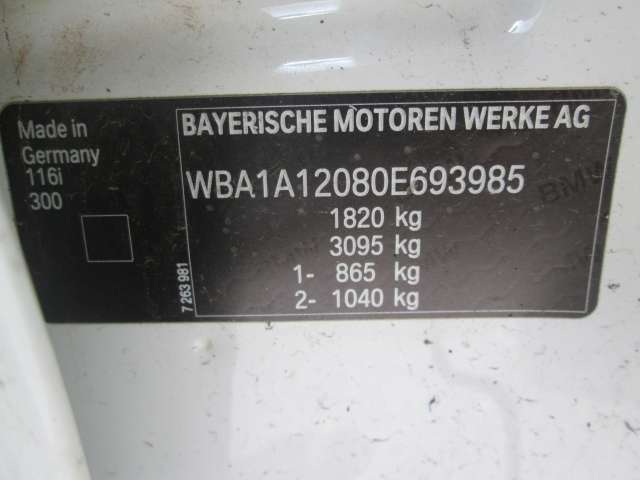 Made in
Germany
116i
300
7 263 981
BAYERISCHE MOTOREN WERKE AG
WBA1A12080E693985
1820 kg
3095 kg
1- 865 kg
2- 1040 kg
BMW